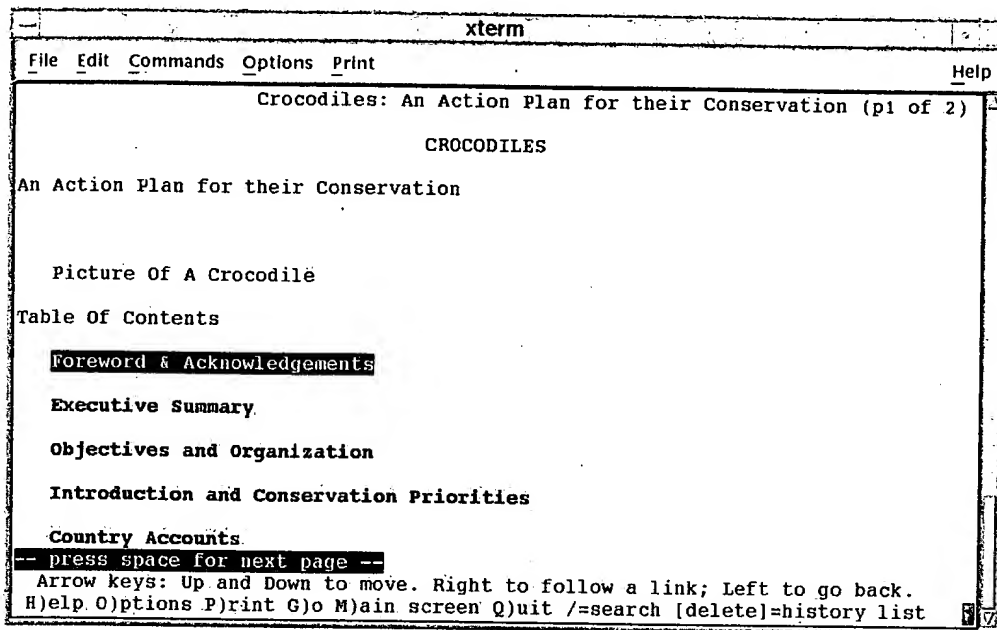 xterm
File Edit Commands Options Print Help
Crocodiles: An Action Plan for their Conservation (p1 of 2)
CROCODILES
An Action Plan for their Conservation
Picture Of A Crocodile
Table Of Contents
Foreword & Acknowledgements
Executive Summary
Objectives and Organization
Introduction and Conservation Priorities
Country Accounts
-- press space for next page --
Arrow keys: Up and Down to move. Right to follow a link; Left to go back.
H)elp O)ptions P)rint G)o M)ain screen Q)uit /=search [delete]=history list